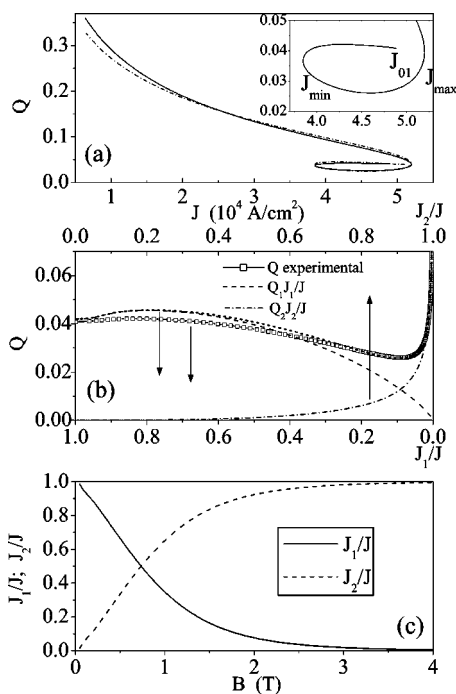 0.05
0.04
0.03
0.02
4.0 4.5 5.0
J01
Jmin
Jmax
0.3
0.2
0.1
0.0
Q
(a)
1 2 3 4 5
J (10^4 A/cm^2)
J2/J
0.0 0.2 0.4 0.6 0.8 1.0
0.06
0.04
0.02
0.00
Q
Q experimental
Q1J1/J
Q2J2/J
(b)
1.0 0.8 0.6 0.4 0.2 0.0
J1/J
1.0
0.8
0.6
0.4
0.2
0.0
J1/J; J2/J
J1/J
J2/J
(c)
0 1 2 3 4
B (T)